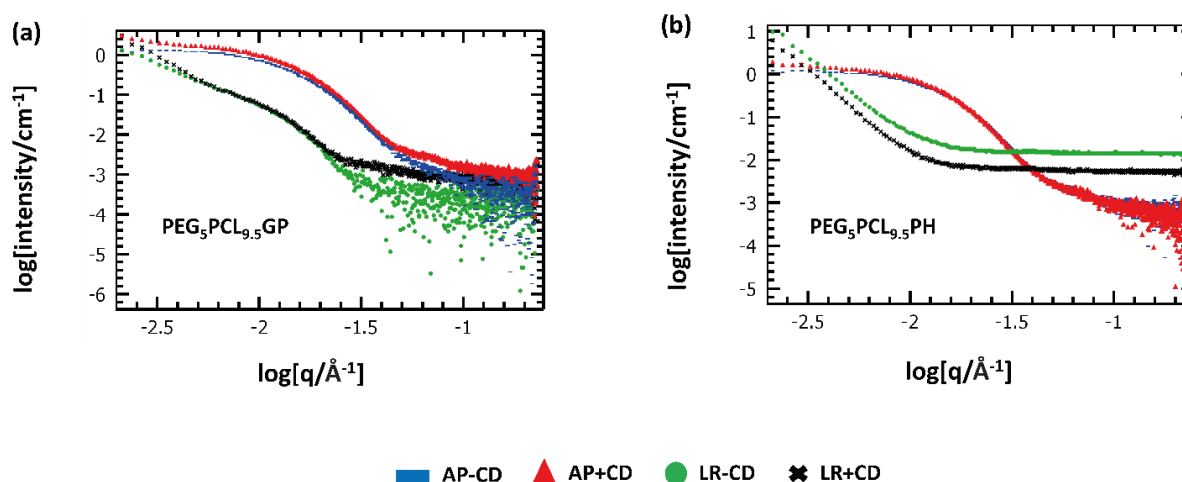 (a)
log[intensity/cm⁻¹]
0
-1
-2
-3
-4
-5
-6
PEG₅PCL₉.₅GP
-2.5 -2 -1.5 -1
log[q/Å⁻¹]
(b)
log[intensity/cm⁻¹]
1
0
-1
-2
-3
-4
-5
PEG₅PCL₉.₅PH
-2.5 -2 -1.5 -1
log[q/Å⁻¹]
AP-CD AP+CD LR-CD LR+CD